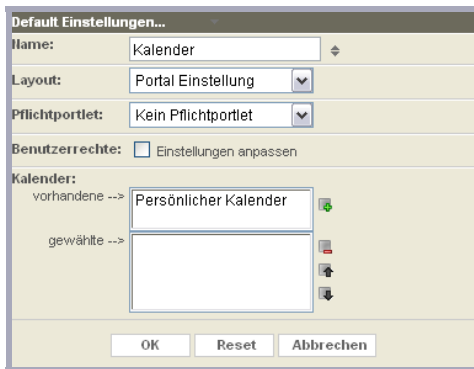 Default Einstellungen...
Name: Kalender
Layout: Portal Einstellung
Pflichtportlet: Kein Pflichtportlet
Benutzerrechte: Einstellungen anpassen
Kalender:
vorhandene --> Persönlicher Kalender
gewählte -->
OK Reset Abbrechen